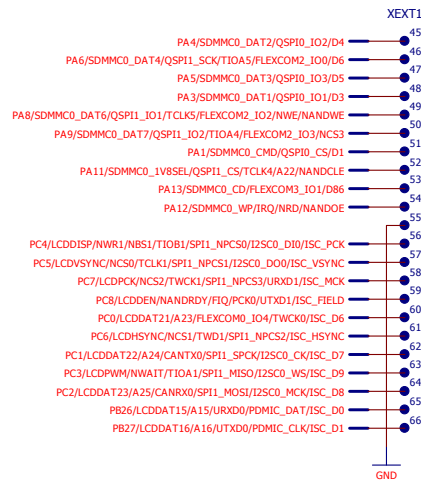 XEXT1
PA4/SDMMC0_DAT2/QSPI0_IO2/D4 45
PA6/SDMMC0_DAT4/QSPI1_SCK/TIOA5/FLEXCOM2_IO0/D6 46
PA5/SDMMC0_DAT3/QSPI0_IO3/D5 47
PA3/SDMMC0_DAT1/QSPI0_IO1/D3 48
PA8/SDMMC0_DAT6/QSPI1_IO1/TCLK5/FLEXCOM2_IO2/NWE/NANDWE 49
PA9/SDMMC0_DAT7/QSPI1_IO2/TIOA4/FLEXCOM2_IO3/NCS3 50
PA1/SDMMC0_CMD/QSPI0_CS/D1 51
PA11/SDMMC0_1V8SEL/QSPI1_CS/TCLK4/A22/NANDCLE 52
PA13/SDMMC0_CD/FLEXCOM3_IO1/D86 53
PA12/SDMMC0_WP/IRQ/NRD/NANDOE 54
55
PC4/LCDDISP/NWR1/NBS1/TIOB1/SPI1_NPCS0/I2SC0_DI0/ISC_PCK 56
PC5/LCDVSYNC/NCS0/TCLK1/SPI1_NPCS1/I2SC0_DO0/ISC_VSYNC 57
PC7/LCDPCK/NCS2/TWCK1/SPI1_NPCS3/URXD1/ISC_MCK 58
PC8/LCDDEN/NANDRDY/FIQ/PCK0/UTXD1/ISC_FIELD 59
PC0/LCDDAT21/A23/FLEXCOM0_IO4/TWCK0/ISC_D6 60
PC6/LCDHSYNC/NCS1/TWD1/SPI1_NPCS2/ISC_HSYNC 61
PC1/LCDDAT22/A24/CANTX0/SPI1_SPCK/I2SC0_CK/ISC_D7 62
PC3/LCDPWM/NWAIT/TIOA1/SPI1_MISO/I2SC0_WS/ISC_D9 63
PC2/LCDDAT23/A25/CANRX0/SPI1_MOSI/I2SC0_MCK/ISC_D8 64
PB26/LCDDAT15/A15/URXD0/PDMIC_DAT/ISC_D0 65
PB27/LCDDAT16/A16/UTXD0/PDMIC_CLK/ISC_D1 66
GND